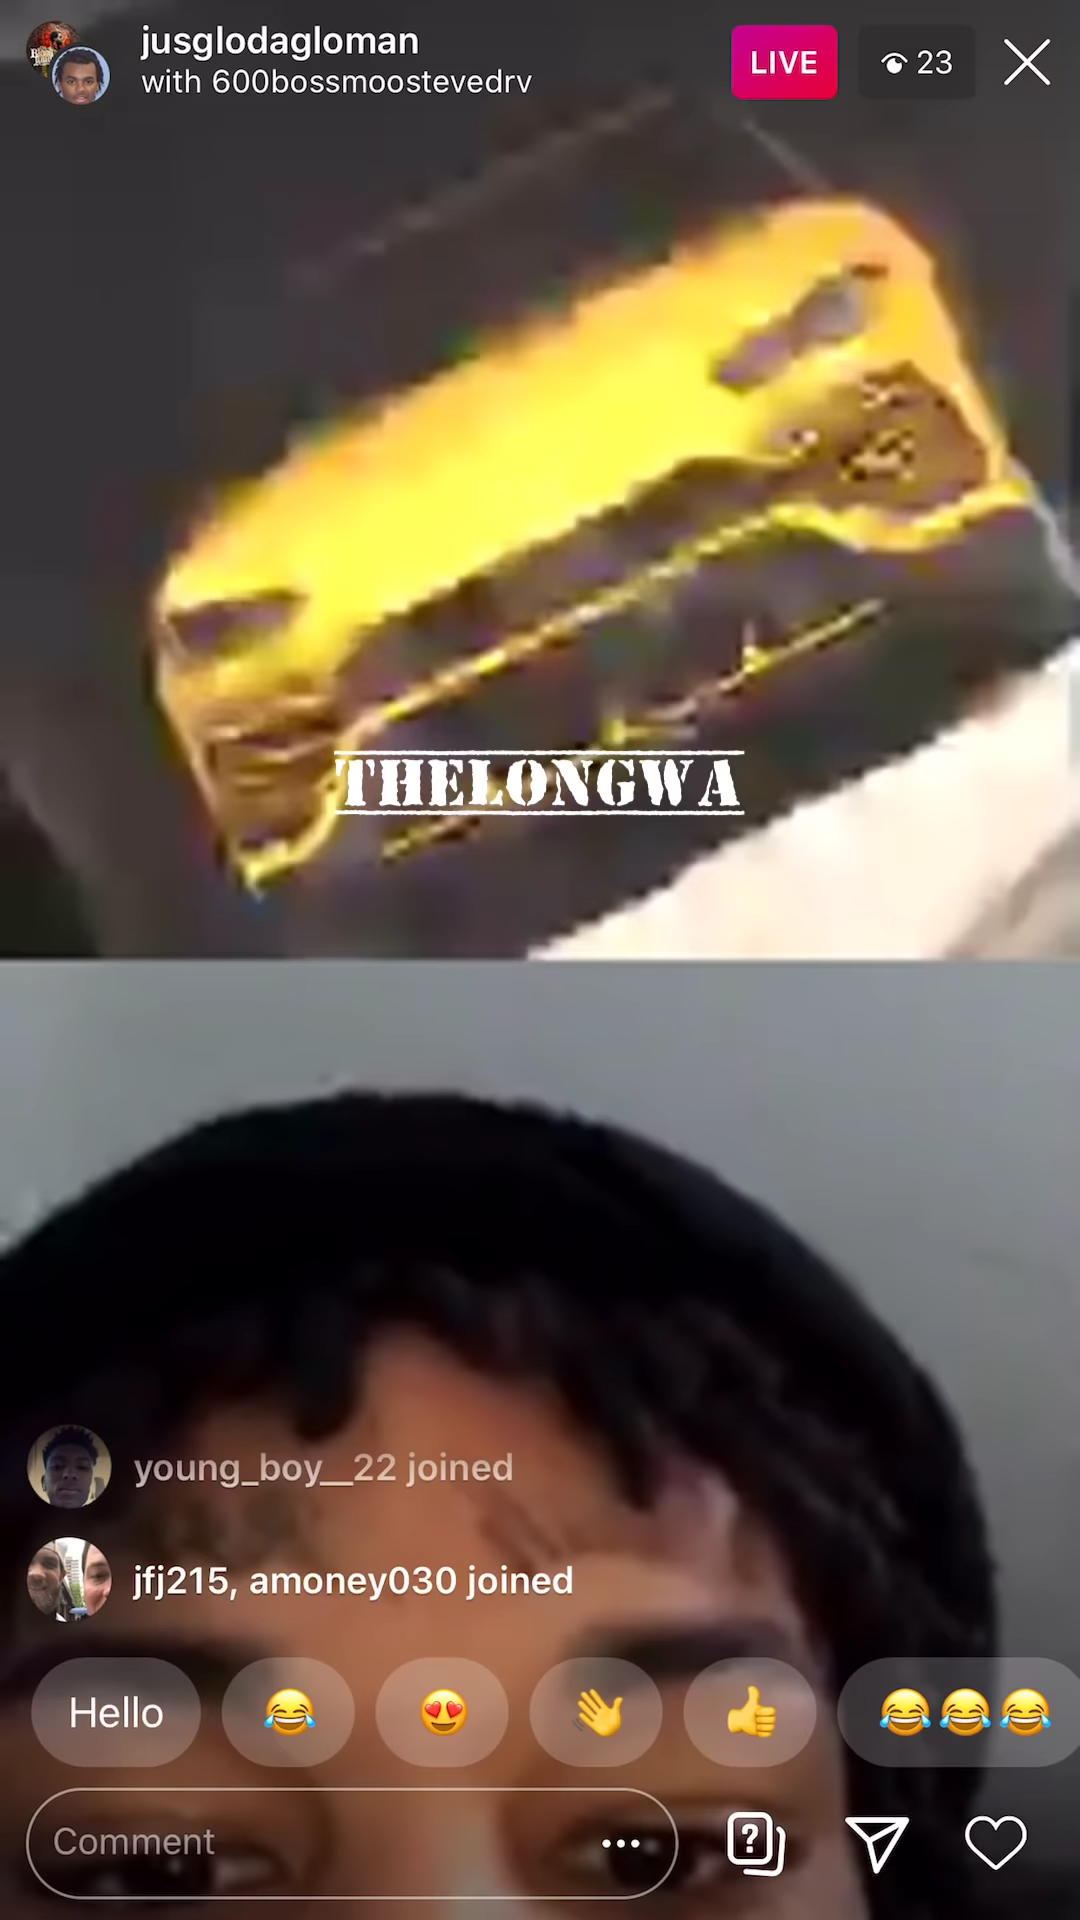 jusglodagloman
with 600bossmoostevedrv
LIVE
23
THELONGWA
young_boy__22 joined
jfj215, amoney030 joined
Hello
Comment